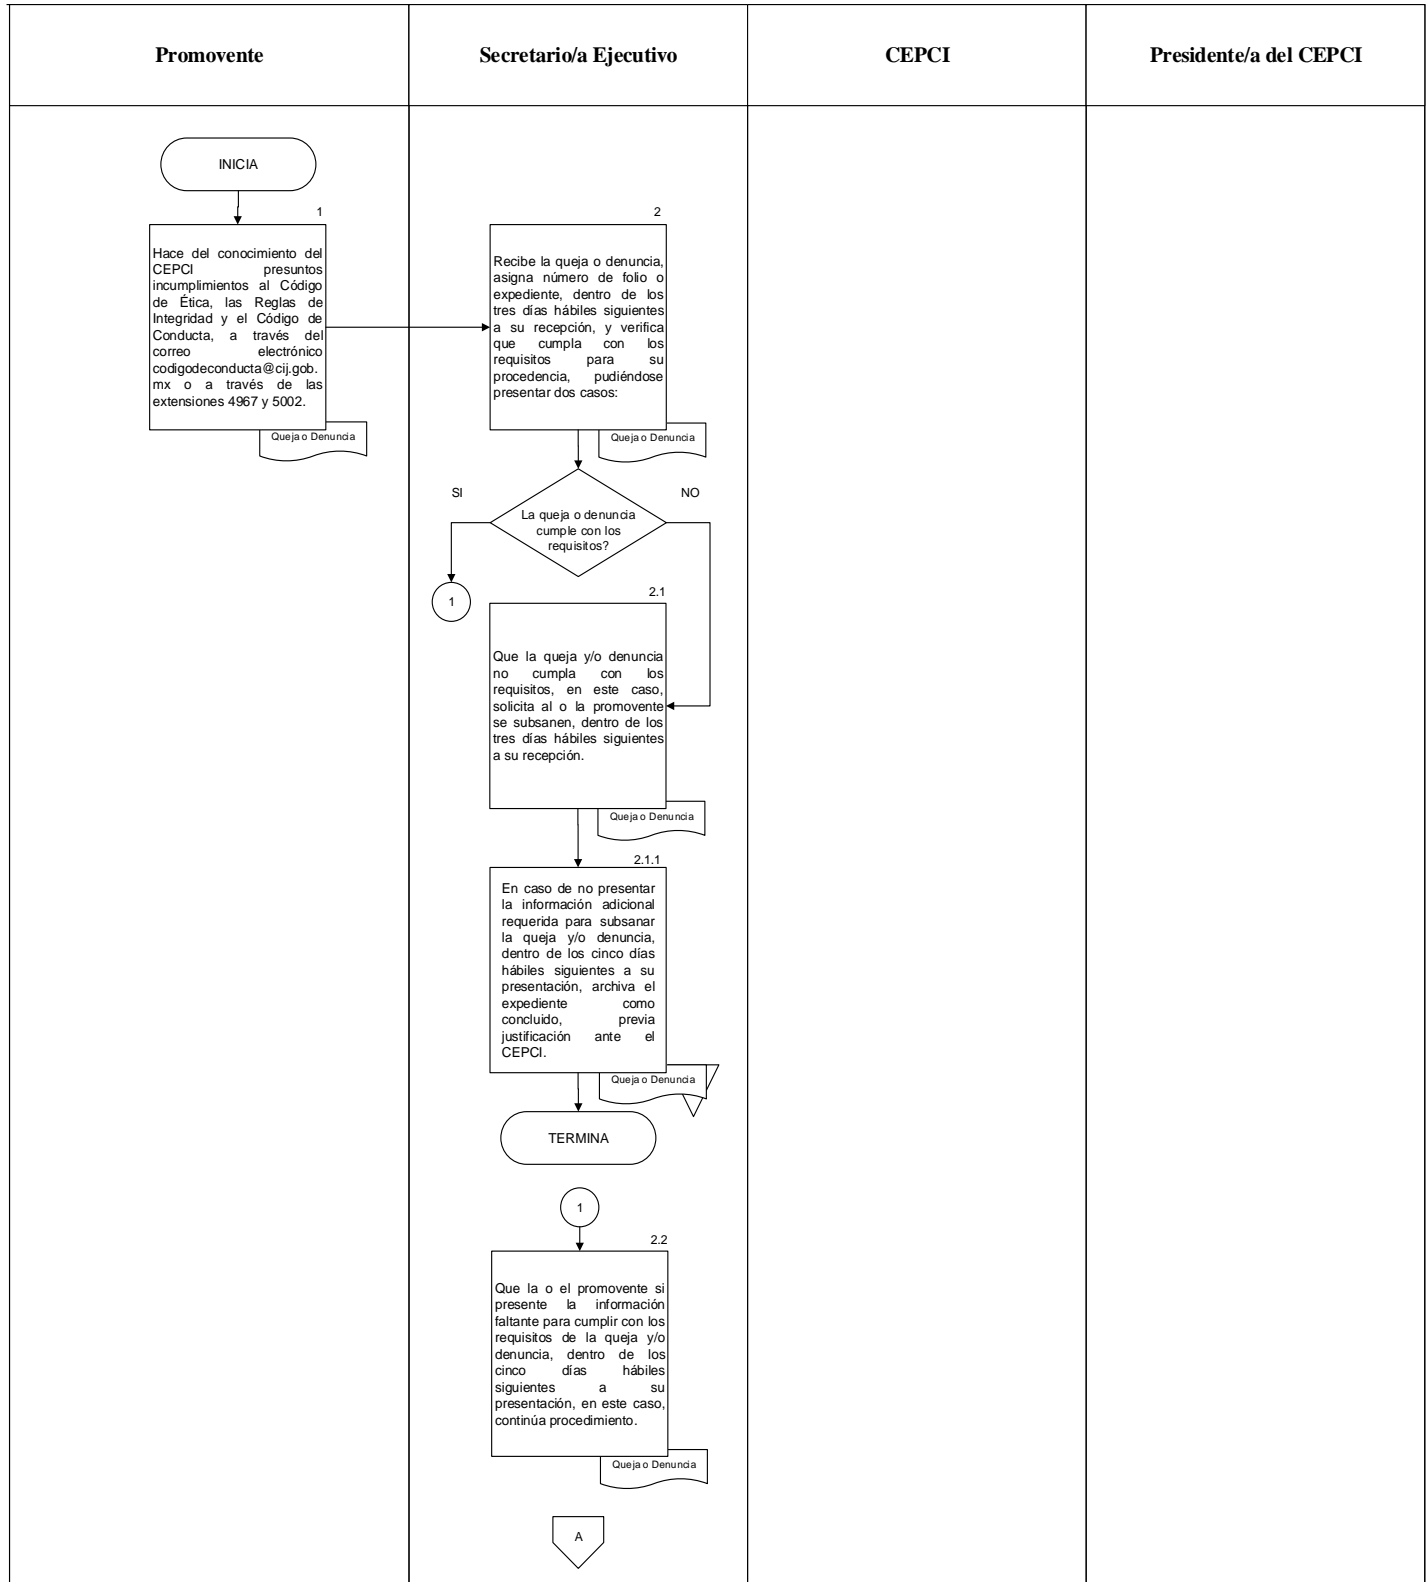 Promovente
Secretario/a Ejecutivo
CEPCI
Presidente/a del CEPCI
INICIA
1
Hace del conocimiento del
CEPCI presuntos
incumplimientos al Código
de Ética, las Reglas de
Integridad y el Código de
Conducta, a través del
correo electrónico
codigodeconducta@cij.gob.
mx o a través de las
extensiones 4967 y 5002.
Queja o Denuncia
2
Recibe la queja o denuncia,
asigna número de folio o
expediente, dentro de los
tres días hábiles siguientes
a su recepción, y verifica
que cumpla con los
requisitos para su
procedencia, pudiéndose
presentar dos casos:
Queja o Denuncia
SI
NO
La queja o denuncia
cumple con los
requisitos?
1
2.1
Que la queja y/o denuncia
no cumpla con los
requisitos, en este caso,
solicita al o la promovente
se subsanen, dentro de los
tres días hábiles siguientes
a su recepción.
Queja o Denuncia
2.1.1
En caso de no presentar
la información adicional
requerida para subsanar
la queja y/o denuncia,
dentro de los cinco días
hábiles siguientes a su
presentación, archiva el
expediente como
concluido, previa
justificación ante el
CEPCI.
Queja o Denuncia
TERMINA
1
2.2
Que la o el promovente si
presente la información
faltante para cumplir con los
requisitos de la queja y/o
denuncia, dentro de los
cinco días hábiles
siguientes a su
presentación, en este caso,
continúa procedimiento.
Queja o Denuncia
A